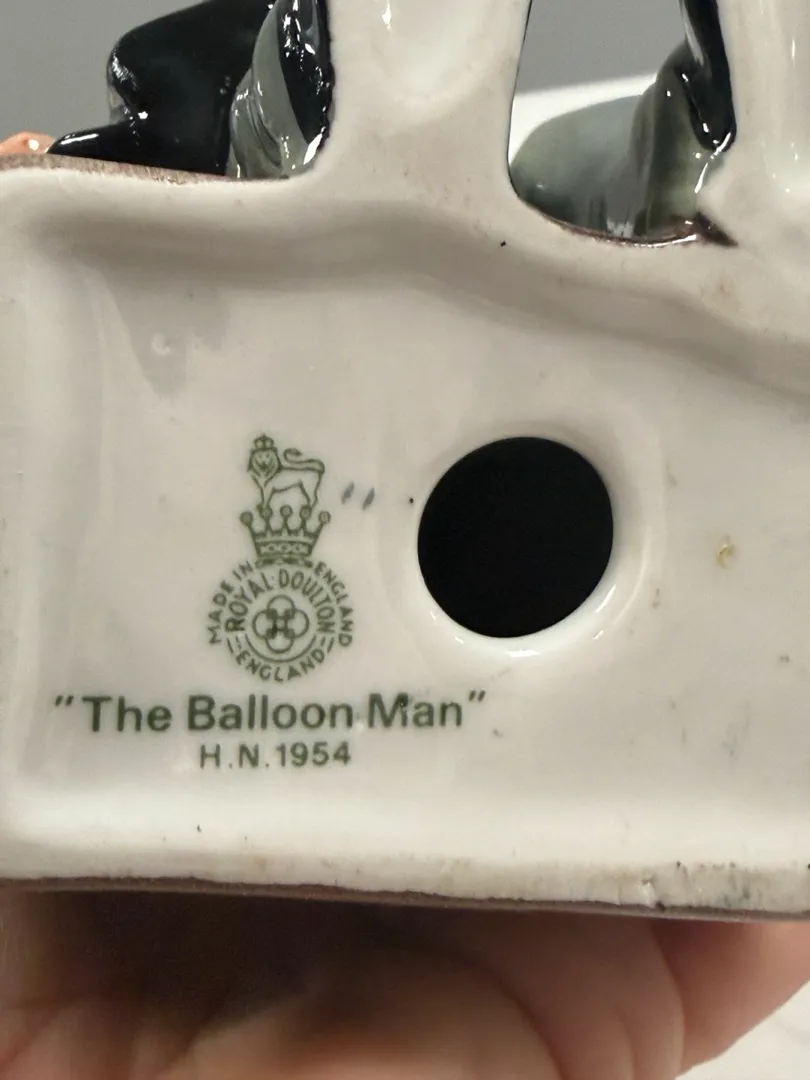 MADE IN ENGLAND
ROYAL·DOULTON
ENGLAND
"The Balloon Man"
H.N.1954